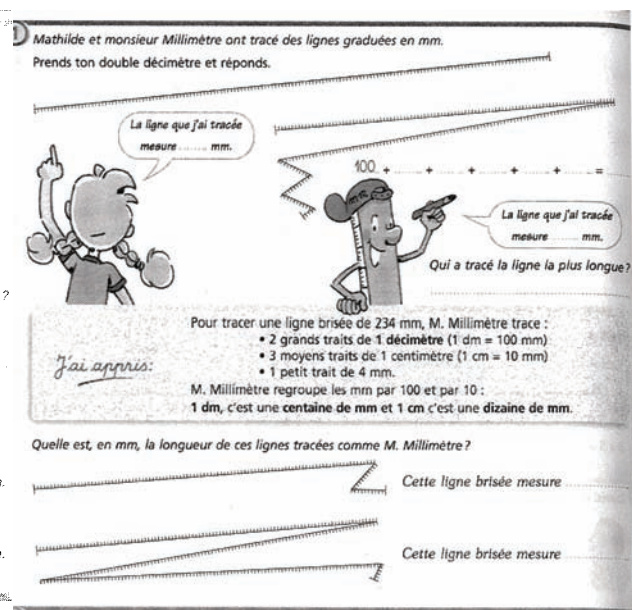 Mathilde et monsieur Millimètre ont tracé des lignes graduées en mm.
Prends ton double décimètre et réponds.
La ligne que j'ai tracée
mesure ........ mm.
100 + ........ + ........ + ........ + ........ + ........ =
La ligne que j'ai tracée
mesure ........ mm.
Qui a tracé la ligne la plus longue?
?
Pour tracer une ligne brisée de 234 mm, M. Millimètre trace :
• 2 grands traits de 1 décimètre (1 dm = 100 mm)
• 3 moyens traits de 1 centimètre (1 cm = 10 mm)
• 1 petit trait de 4 mm.
J'ai appris:
M. Millimètre regroupe les mm par 100 et par 10 :
1 dm, c'est une centaine de mm et 1 cm c'est une dizaine de mm.
Quelle est, en mm, la longueur de ces lignes tracées comme M. Millimètre?
Cette ligne brisée mesure ............
Cette ligne brisée mesure ............